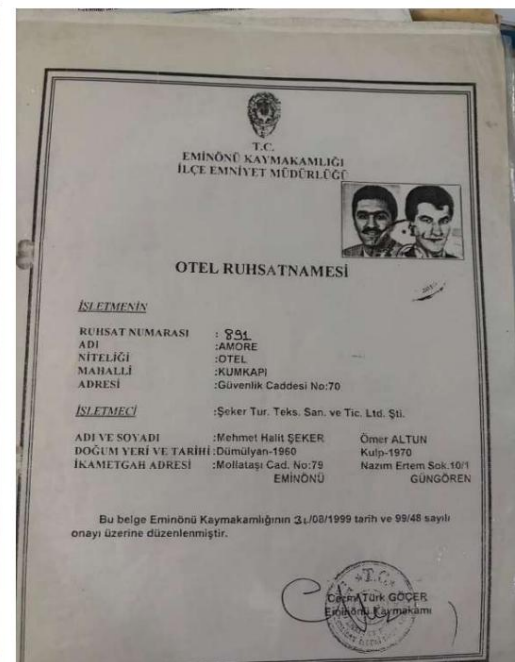 T.C.
EMİNÖNÜ KAYMAKAMLIĞI
İLÇE EMNİYET MÜDÜRLÜĞÜ
OTEL RUHSATNAMESİ
İŞLETMENİN
RUHSAT NUMARASI : 891
ADI :AMORE
NİTELİĞİ :OTEL
MAHALLİ :KUMKAPI
ADRESİ :Güvenlik Caddesi No:70
İŞLETMECİ :Şeker Tur. Teks. San. ve Tic. Ltd. Şti.
ADI VE SOYADI :Mehmet Halit ŞEKER Ömer ALTUN
DOĞUM YERİ VE TARİHİ :Dümülyan-1960 Kulp-1970
İKAMETGAH ADRESİ :Mollataşı Cad. No:79 Nazım Ertem Sok.10/1
EMİNÖNÜ GÜNGÖREN
Bu belge Eminönü Kaymakamlığının 31/08/1999 tarih ve 99/48 sayılı
onayı üzerine düzenlenmiştir.
T.C.
Türk GÖÇER
Eminönü Kaymakamı